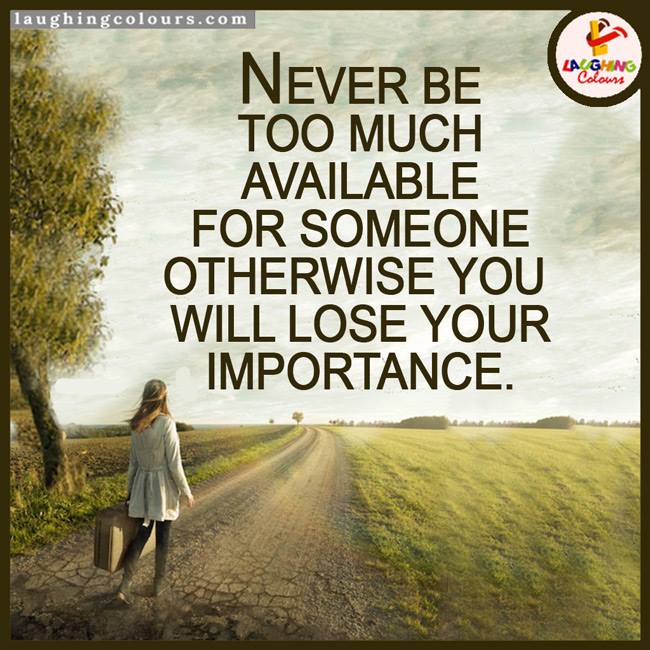 laughingcolours.com
LAUGHING
Colours
NEVER BE
TOO MUCH
AVAILABLE
FOR SOMEONE
OTHERWISE YOU
WILL LOSE YOUR
IMPORTANCE.